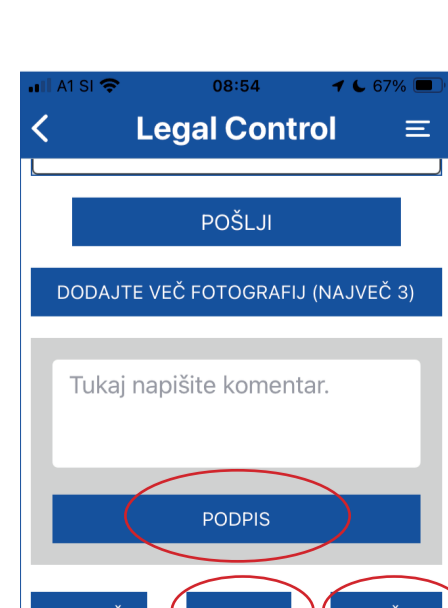 A1 SI 08:54 67%
Legal Control
POŠLJI
DODAJTE VEČ FOTOGRAFIJ (NAJVEČ 3)
Tukaj napišite komentar.
PODPIS